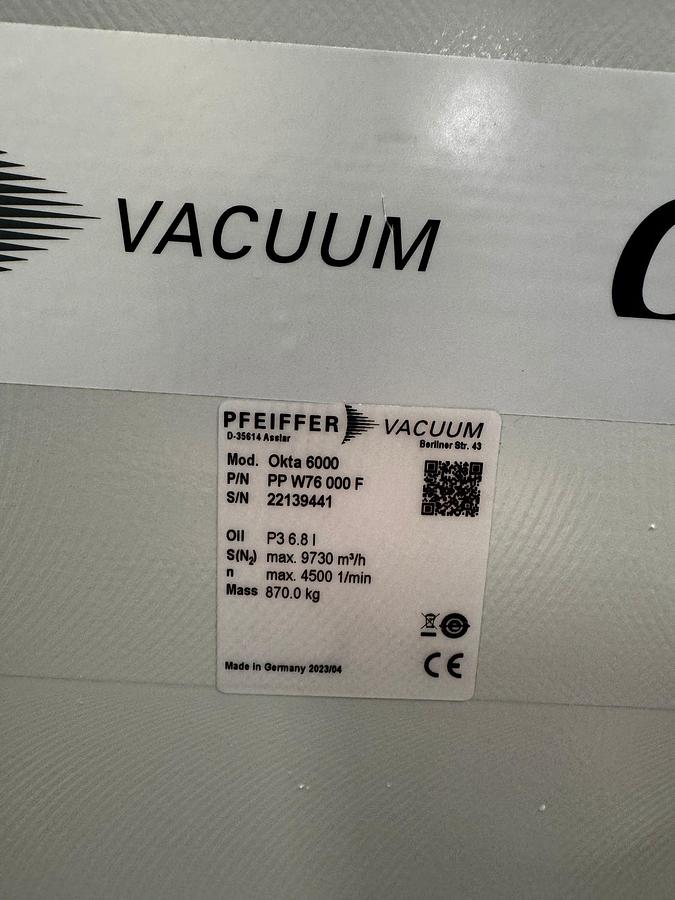 VACUUM
PFEIFFER VACUUM
D-35614 Asslar Berliner Str. 43
Mod. Okta 6000
P/N PP W76 000 F
S/N 22139441
Oil P3 6.8 l
S(N₂) max. 9730 m³/h
n max. 4500 1/min
Mass 870.0 kg
Made in Germany 2023/04
CE